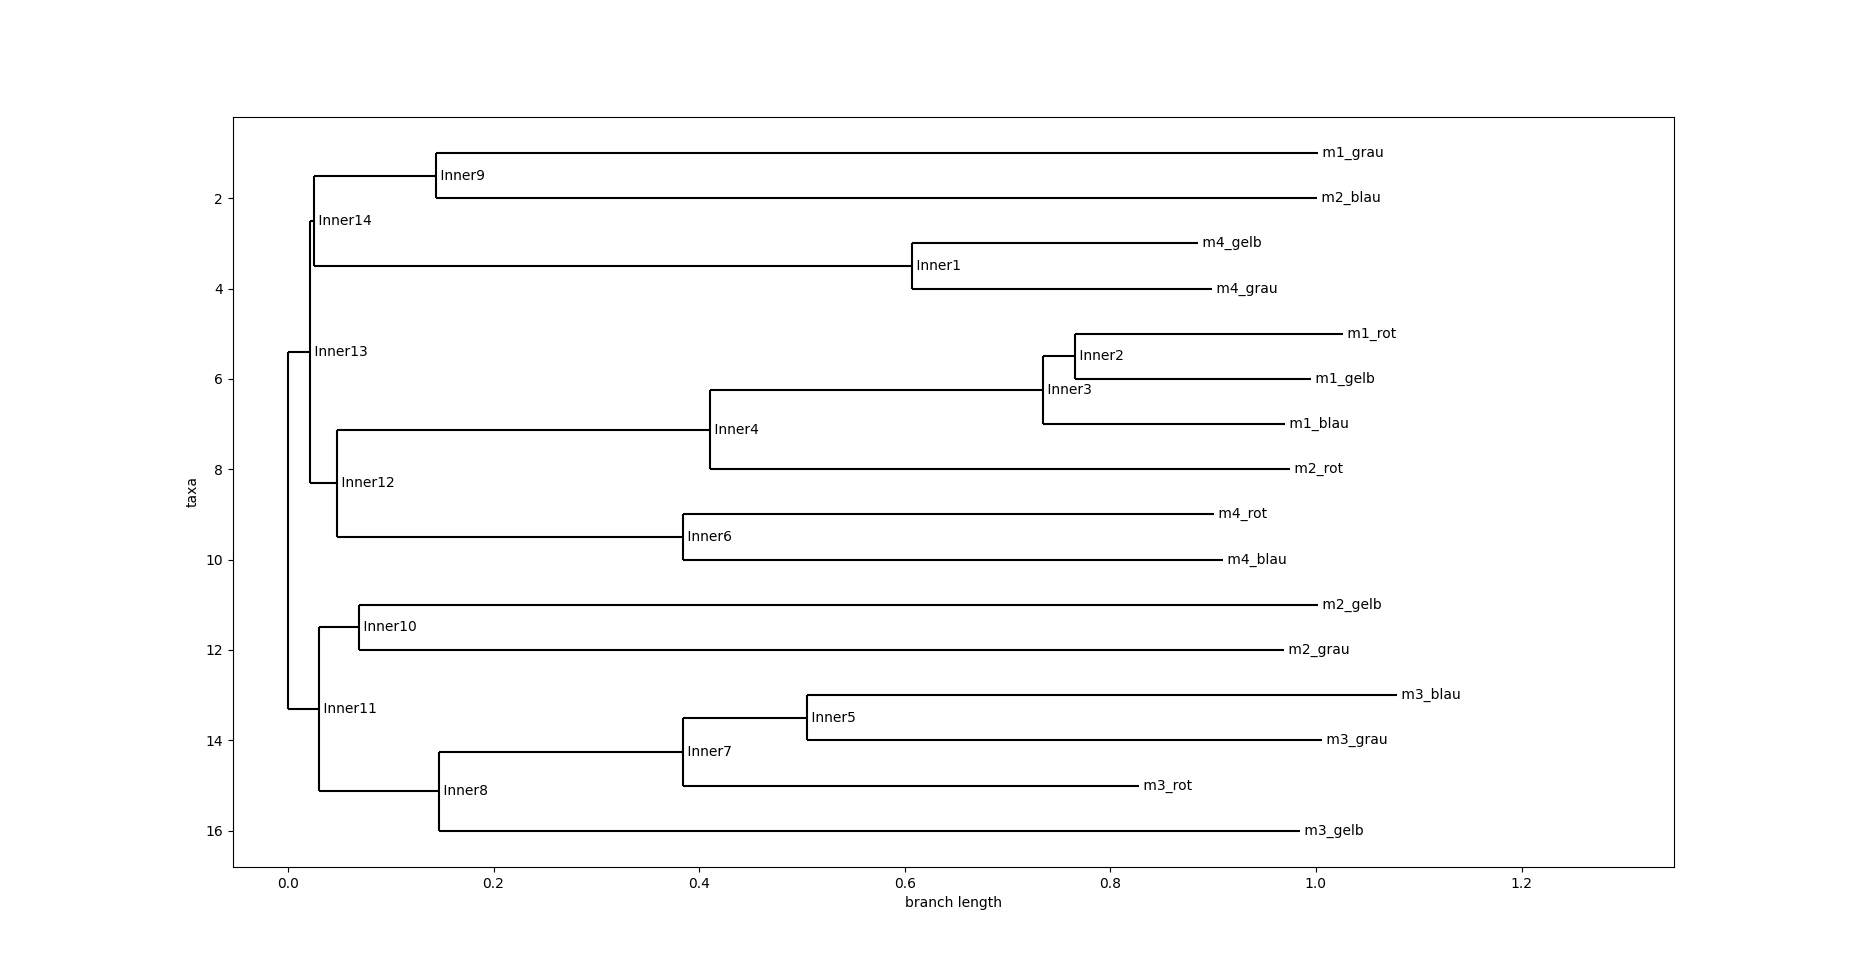 m1_grau
Inner9
m2_blau
2
Inner14
m4_gelb
Inner1
m4_grau
4
m1_rot
Inner13
Inner2
m1_gelb
6
Inner3
m1_blau
Inner4
m2_rot
8
Inner12
taxa
m4_rot
Inner6
m4_blau
10
m2_gelb
Inner10
m2_grau
12
m3_blau
Inner11
Inner5
m3_grau
14
Inner7
m3_rot
Inner8
m3_gelb
16
0.0 0.2 0.4 0.6 0.8 1.0 1.2
branch length